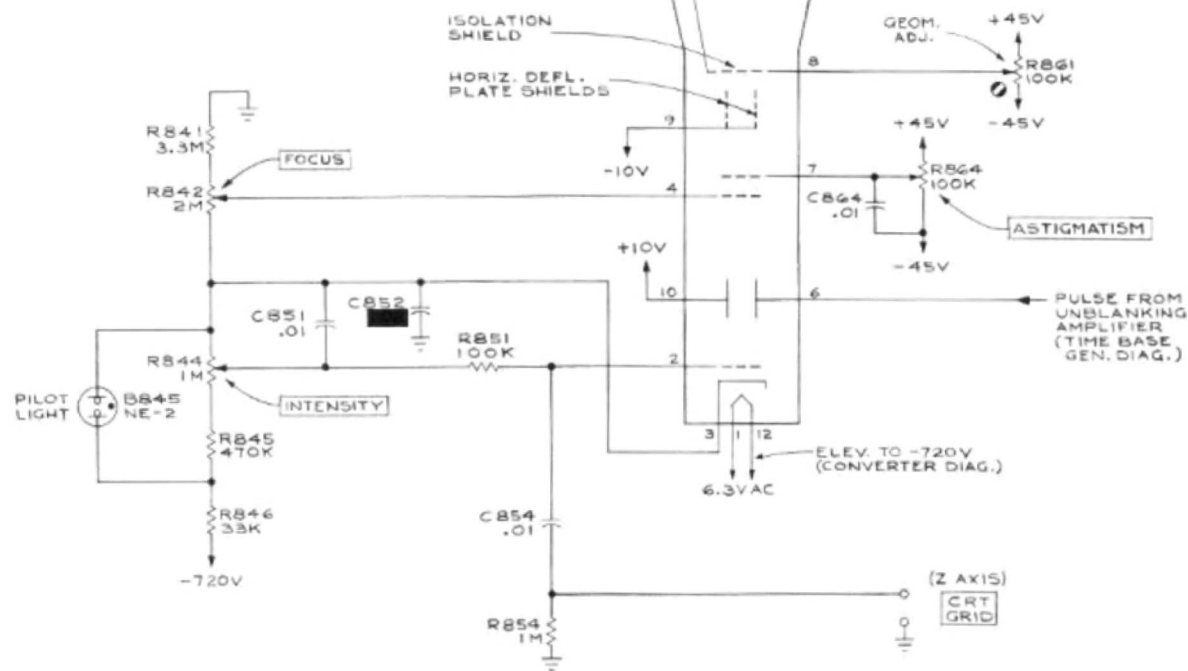 ISOLATION
SHIELD
HORIZ. DEFL.
PLATE SHIELDS
GEOM.
ADJ.
+45V
R861
100K
-45V
8
9
-10V
R841
3.3M
FOCUS
R842
2M
4
7
+45V
R864
100K
C864
.01
ASTIGMATISM
-45V
+10V
10
6
PULSE FROM
UNBLANKING
AMPLIFIER
(TIME BASE
GEN. DIAG.)
C851
.01
C852
R851
100K
2
R844
1M
INTENSITY
PILOT
LIGHT
B845
NE-2
R845
470K
3
1
12
ELEV. TO -720V
(CONVERTER DIAG.)
6.3V AC
R846
33K
-720V
C854
.01
(Z AXIS)
CRT
GRID
R854
1M